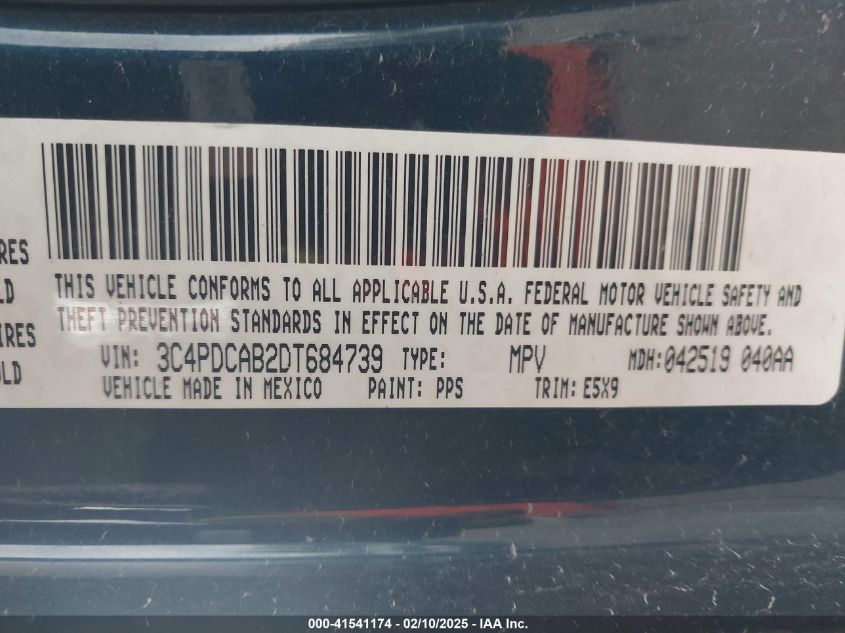 THIS VEHICLE CONFORMS TO ALL APPLICABLE U.S.A. FEDERAL MOTOR VEHICLE SAFETY AND
THEFT PREVENTION STANDARDS IN EFFECT ON THE DATE OF MANUFACTURE SHOWN ABOVE.
VIN: 3C4PDCAB2DT684739 TYPE: MPV MDH:042519 040AA
VEHICLE MADE IN MEXICO PAINT: PPS TRIM: E5X9
RES
LD
IRES
OLD
000-41541174 — 02/10/2025 — IAA Inc.